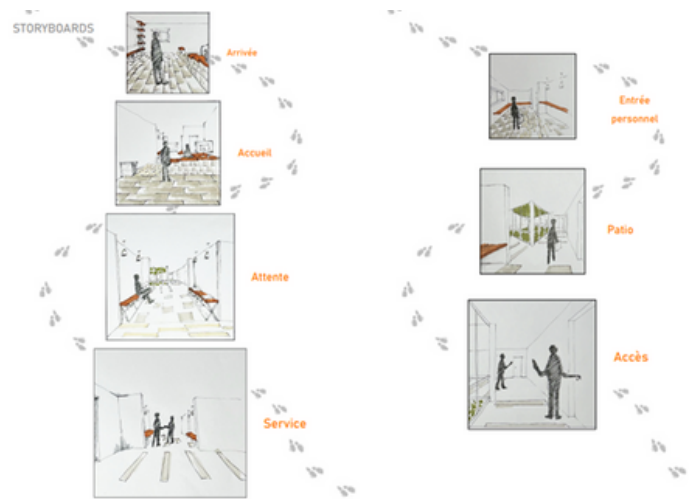 STORYBOARDS
Arrivée
Accueil
Attente
Service
Entrée
personnel
Patio
Accès